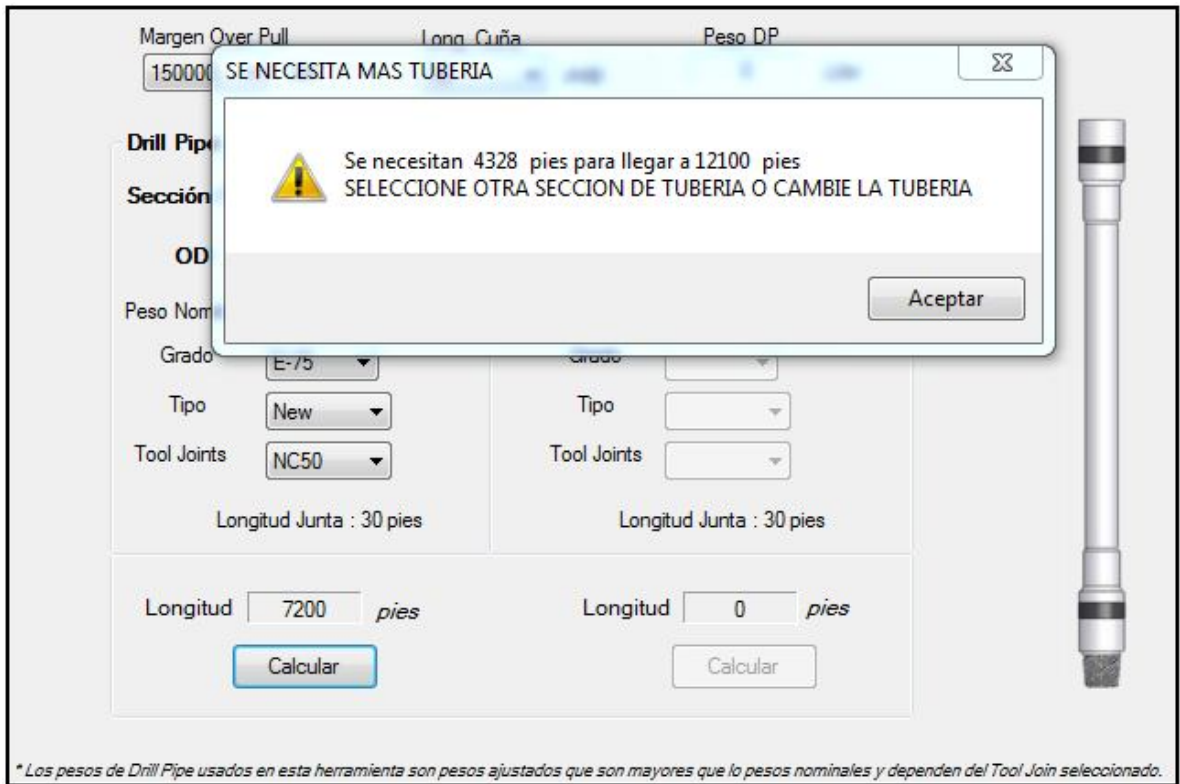 Margen Over Pull Long. Cuña Peso DP
15000
SE NECESITA MAS TUBERIA
Se necesitan 4328 pies para llegar a 12100 pies
SELECCIONE OTRA SECCION DE TUBERIA O CAMBIE LA TUBERIA
Aceptar
Drill Pipe
Sección
OD
Peso Nom
Grado E-75 Grado
Tipo New Tipo
Tool Joints NC50 Tool Joints
Longitud Junta : 30 pies Longitud Junta : 30 pies
Longitud 7200 pies Longitud 0 pies
Calcular Calcular
* Los pesos de Drill Pipe usados en esta herramienta son pesos ajustados que son mayores que lo pesos nominales y dependen del Tool Join seleccionado.